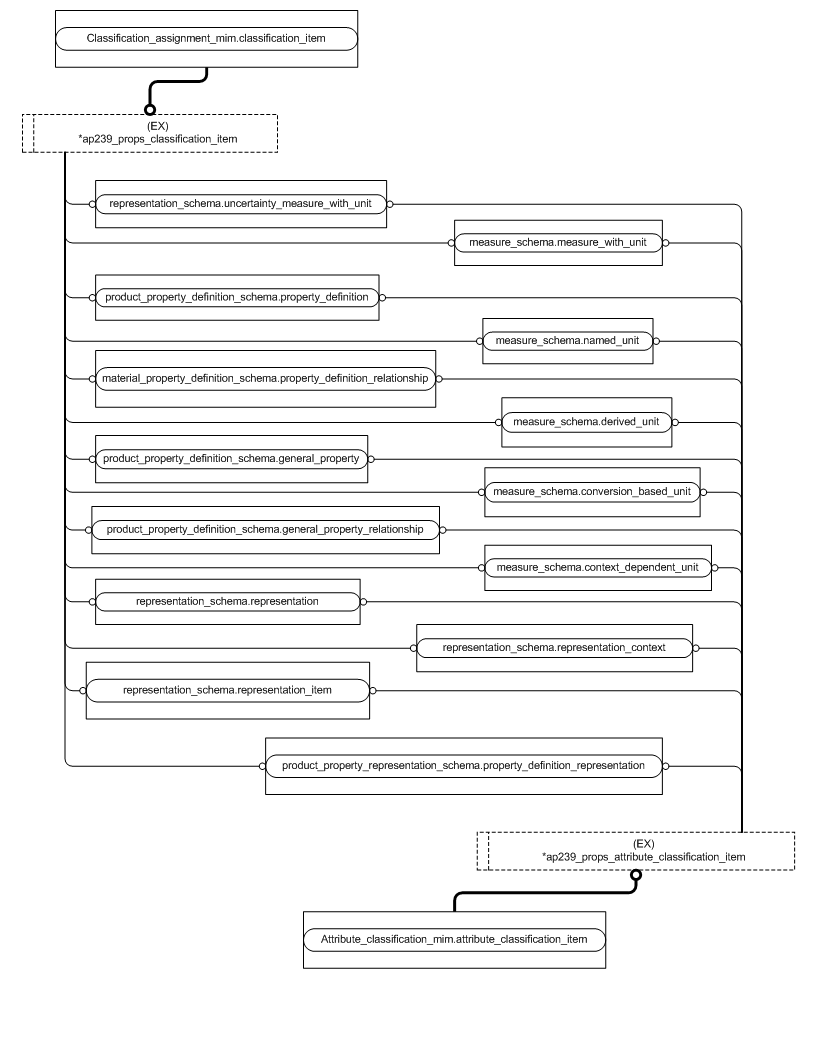 Classification_assignment_mim.classification_item
(EX)
*ap239_props_classification_item
representation_schema.uncertainty_measure_with_unit
measure_schema.measure_with_unit
product_property_definition_schema.property_definition
measure_schema.named_unit
material_property_definition_schema.property_definition_relationship
measure_schema.derived_unit
product_property_definition_schema.general_property
measure_schema.conversion_based_unit
product_property_definition_schema.general_property_relationship
measure_schema.context_dependent_unit
representation_schema.representation
representation_schema.representation_context
representation_schema.representation_item
product_property_representation_schema.property_definition_representation
(EX)
*ap239_props_attribute_classification_item
Attribute_classification_mim.attribute_classification_item